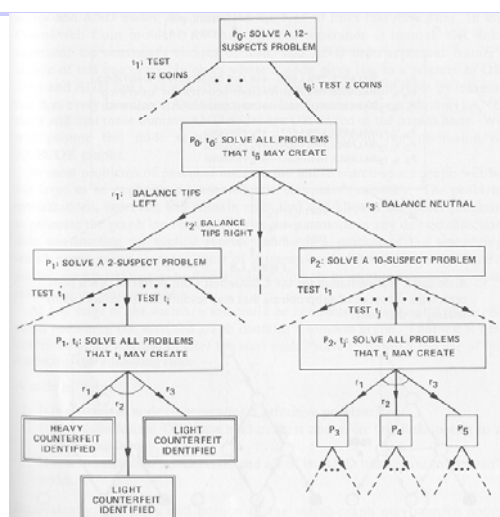 P0: SOLVE A 12-
SUSPECTS PROBLEM
t1: TEST
12 COINS
t6: TEST 2 COINS
P0, t6: SOLVE ALL PROBLEMS
THAT t6 MAY CREATE
r1: BALANCE TIPS
LEFT
r2: BALANCE
TIPS RIGHT
r3: BALANCE NEUTRAL
P1: SOLVE A 2-SUSPECT PROBLEM
P2: SOLVE A 10-SUSPECT PROBLEM
TEST t1
TEST ti
TEST t1
TEST tj
P1, ti: SOLVE ALL PROBLEMS
THAT ti MAY CREATE
P2, tj: SOLVE ALL PROBLEMS
THAT tj MAY CREATE
r1
r2
r3
r1
r2
r3
HEAVY
COUNTERFEIT
IDENTIFIED
LIGHT
COUNTERFEIT
IDENTIFIED
P3
P4
P5
LIGHT
COUNTERFEIT
IDENTIFIED